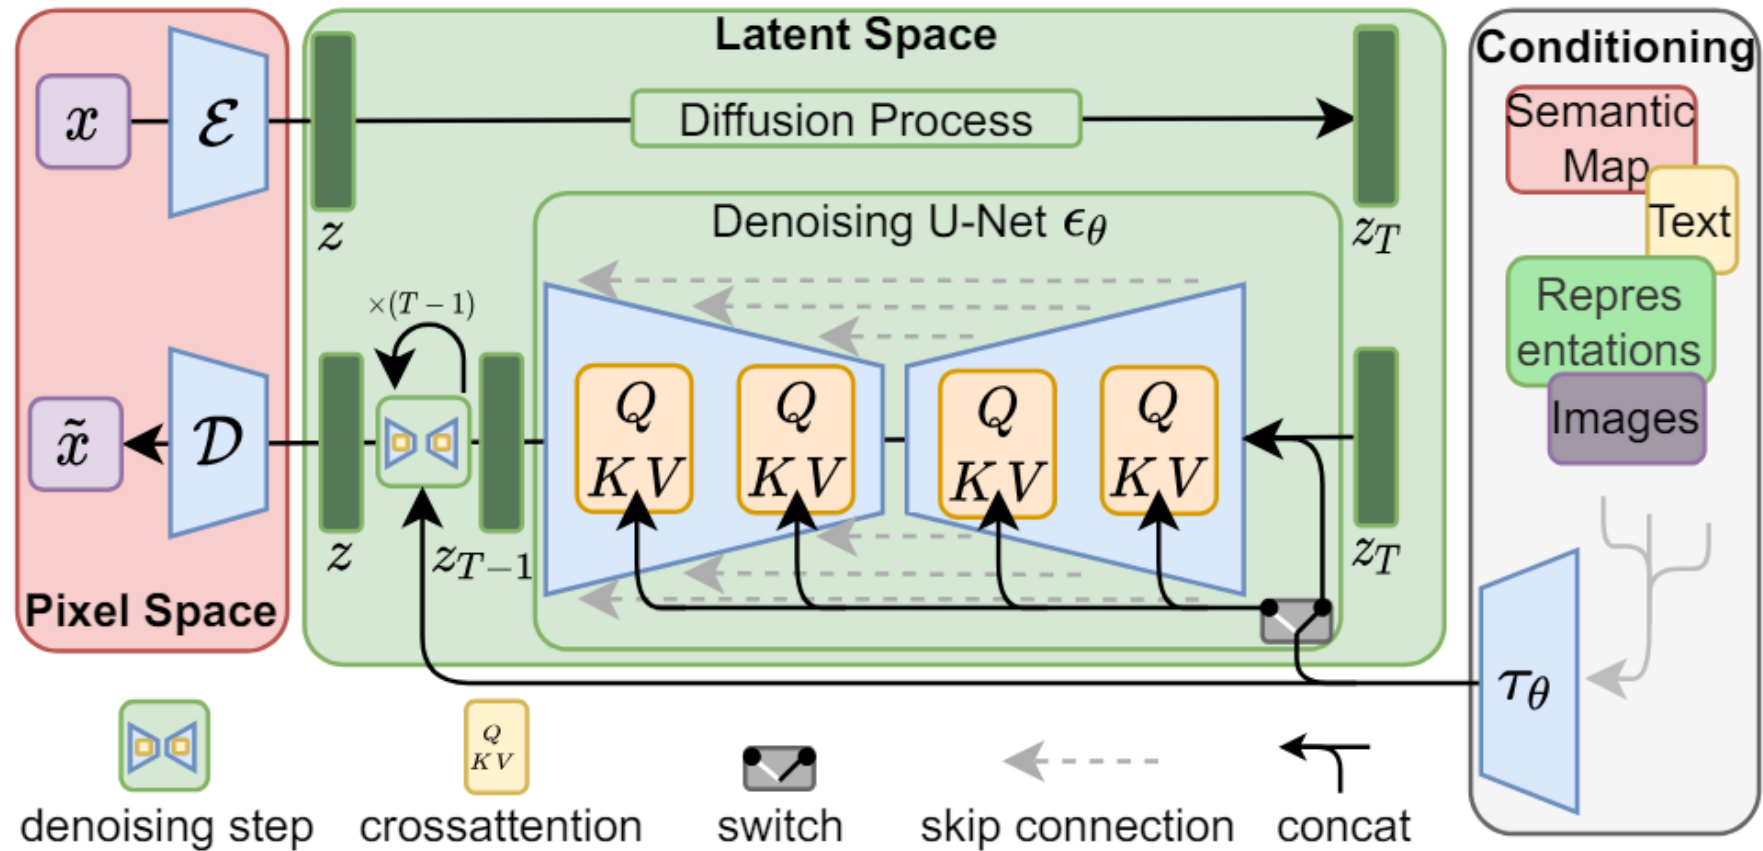 Latent Space
Conditioning
x
ℰ
Diffusion Process
Semantic
Map
z
z_T
Text
Denoising U-Net ϵ_θ
Repres
entations
×(T−1)
Images
x̃
𝒟
Q
KV
Q
KV
Q
KV
Q
KV
z
z_{T−1}
z_T
Pixel Space
τ_θ
Q
KV
denoising step
crossattention
switch
skip connection
concat